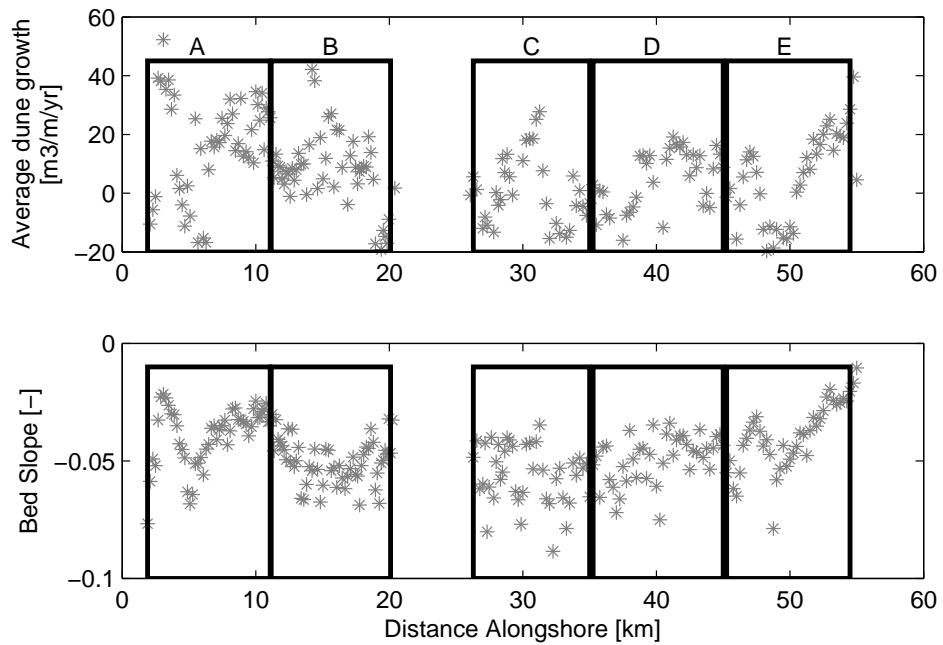 60
A B C D E
40
20
0
−20
Average dune growth
[m3/m/yr]
0 10 20 30 40 50 60
0
−0.05
−0.1
Bed Slope [−]
0 10 20 30 40 50 60
Distance Alongshore [km]